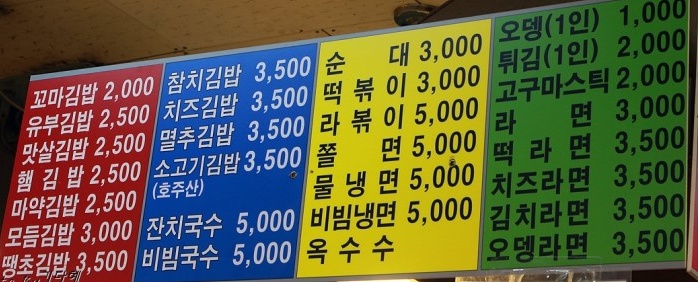 꼬마김밥 2,000
유부김밥 2,500
맛살김밥 2,500
햄 김 밥 2,500
마약김밥 2,500
모듬김밥 3,000
땡초김밥 3,500
참치김밥 3,500
치즈김밥 3,500
멸추김밥 3,500
소고기김밥 3,500
(호주산)
잔치국수 5,000
비빔국수 5,000
순 대 3,000
떡 볶 이 3,000
라 볶 이 5,000
쫄 면 5,000
물 냉 면 5,000
비빔냉면 5,000
옥 수 수
오뎅(1인) 1,000
튀김(1인) 2,000
고구마스틱 2,000
라 면 3,000
떡 라 면 3,500
치즈라면 3,500
김치라면 3,500
오뎅라면 3,500